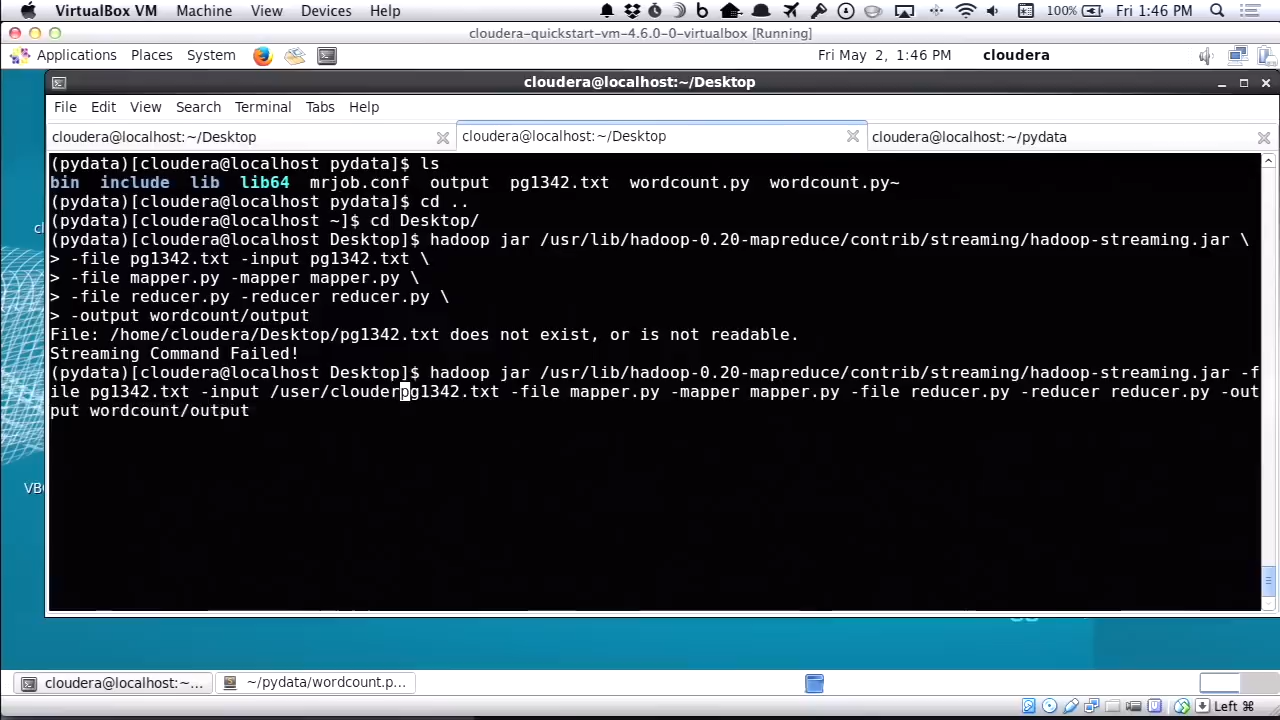 VirtualBox VM Machine View Devices Help 100% Fri 1:46 PM
cloudera-quickstart-vm-4.6.0-0-virtualbox [Running]
Applications Places System Fri May 2, 1:46 PM cloudera
cloudera@localhost:~/Desktop
File Edit View Search Terminal Tabs Help
cloudera@localhost:~/Desktop cloudera@localhost:~/Desktop cloudera@localhost:~/pydata
(pydata)[cloudera@localhost pydata]$ ls
bin include lib lib64 mrjob.conf output pg1342.txt wordcount.py wordcount.py~
(pydata)[cloudera@localhost pydata]$ cd ..
(pydata)[cloudera@localhost ~]$ cd Desktop/
(pydata)[cloudera@localhost Desktop]$ hadoop jar /usr/lib/hadoop-0.20-mapreduce/contrib/streaming/hadoop-streaming.jar \
> -file pg1342.txt -input pg1342.txt \
> -file mapper.py -mapper mapper.py \
> -file reducer.py -reducer reducer.py \
> -output wordcount/output
File: /home/cloudera/Desktop/pg1342.txt does not exist, or is not readable.
Streaming Command Failed!
(pydata)[cloudera@localhost Desktop]$ hadoop jar /usr/lib/hadoop-0.20-mapreduce/contrib/streaming/hadoop-streaming.jar -f
ile pg1342.txt -input /user/clouderpg1342.txt -file mapper.py -mapper mapper.py -file reducer.py -reducer reducer.py -out
put wordcount/output
cloudera@localhost:~... ~/pydata/wordcount.p...
Left ⌘